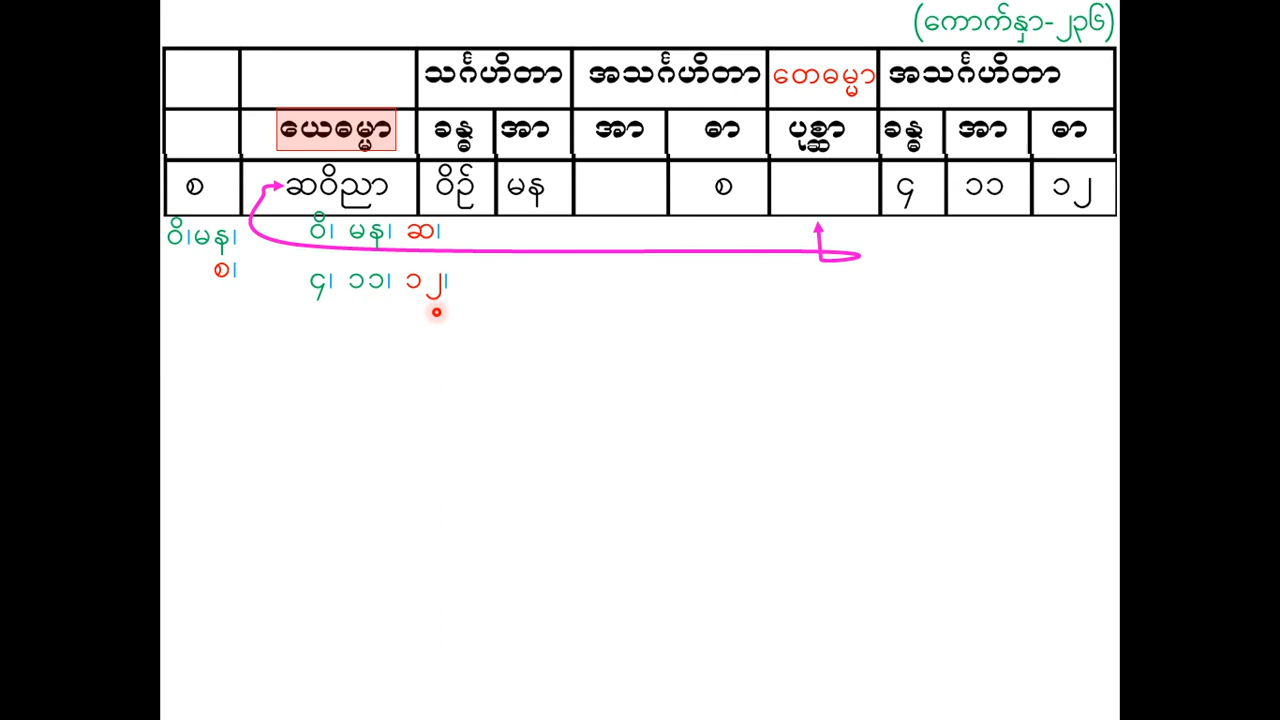 (ကောက်နှာ-၂၃၆)
သင်္ဂဟိတာ အသင်္ဂဟိတာ တေဓမ္မာ အသင်္ဂဟိတာ
ယေဓမ္မာ ခန္ဓ အာ အာ ဓာ ပုစ္ဆာ ခန္ဓ အာ ဓာ
စ ဆဝိညာ ဝိဉ် မန စ ၄ ၁၁ ၁၂
ဝိ၊မန၊ ဝိ၊ မန၊ ဆ၊
စ၊ ၄၊ ၁၁၊ ၁၂၊